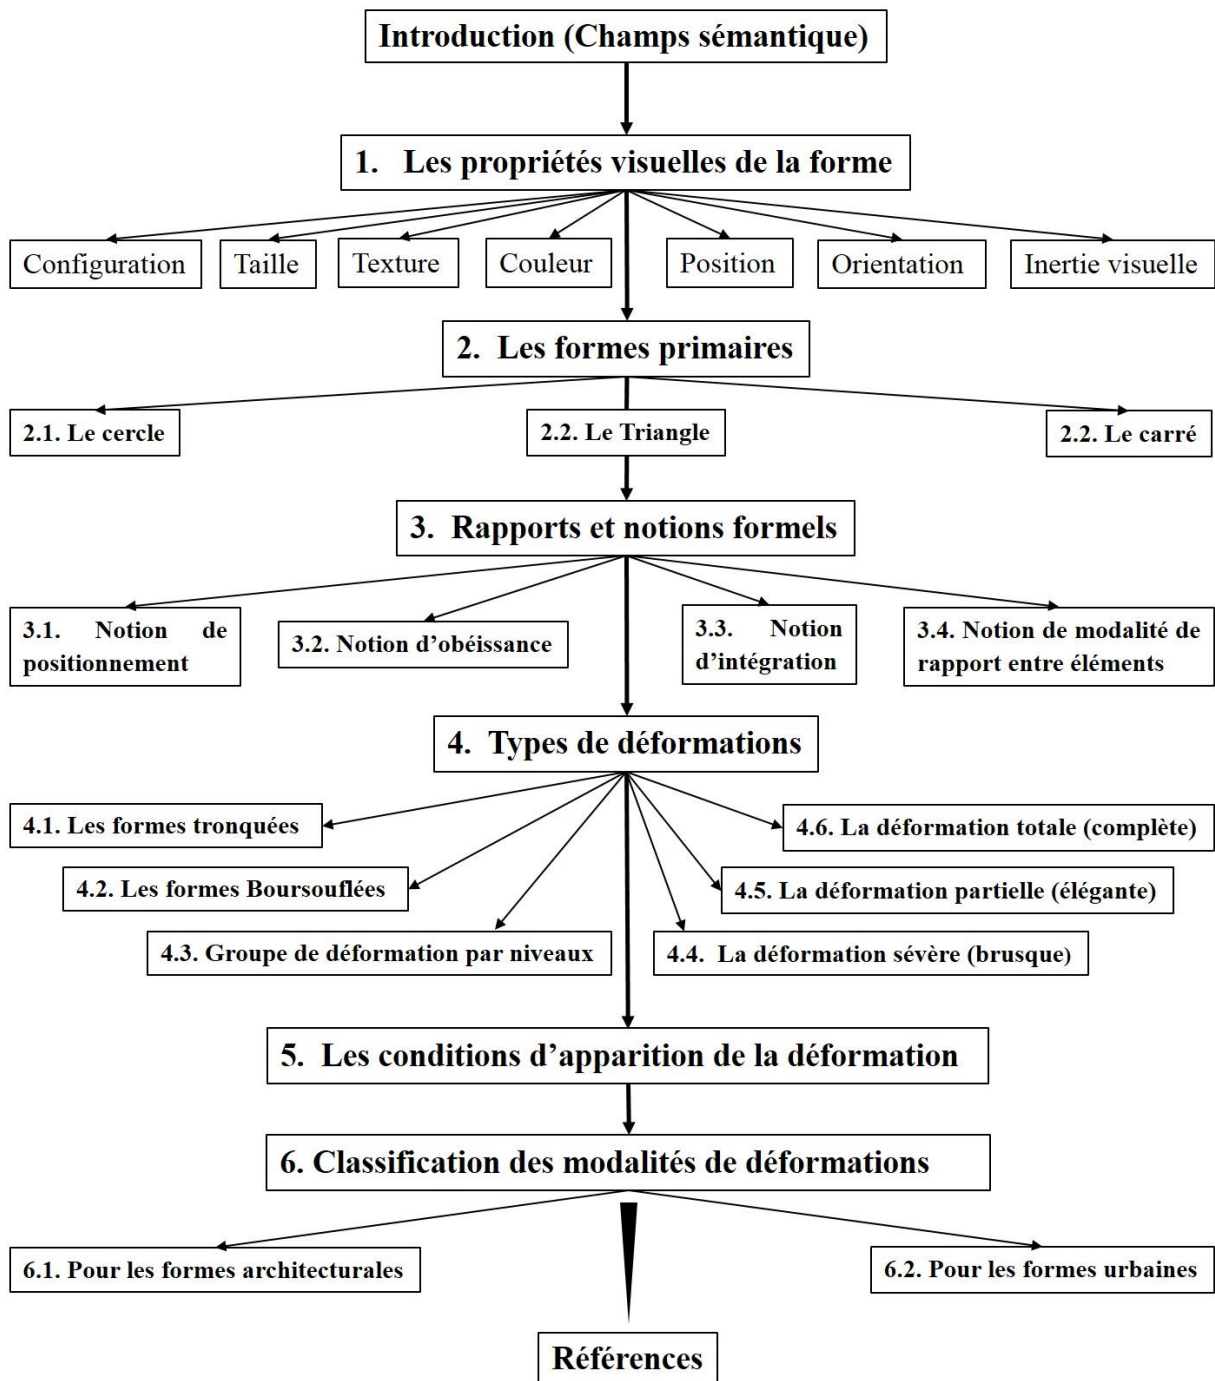 Introduction (Champs sémantique)
1. Les propriétés visuelles de la forme
Configuration
Taille
Texture
Couleur
Position
Orientation
Inertie visuelle
2. Les formes primaires
2.1. Le cercle
2.2. Le Triangle
2.2. Le carré
3. Rapports et notions formels
3.1. Notion de
positionnement
3.2. Notion d’obéissance
3.3. Notion
d’intégration
3.4. Notion de modalité de
rapport entre éléments
4. Types de déformations
4.1. Les formes tronquées
4.6. La déformation totale (complète)
4.2. Les formes Boursouflées
4.5. La déformation partielle (élégante)
4.3. Groupe de déformation par niveaux
4.4. La déformation sévère (brusque)
5. Les conditions d’apparition de la déformation
6. Classification des modalités de déformations
6.1. Pour les formes architecturales
6.2. Pour les formes urbaines
Références